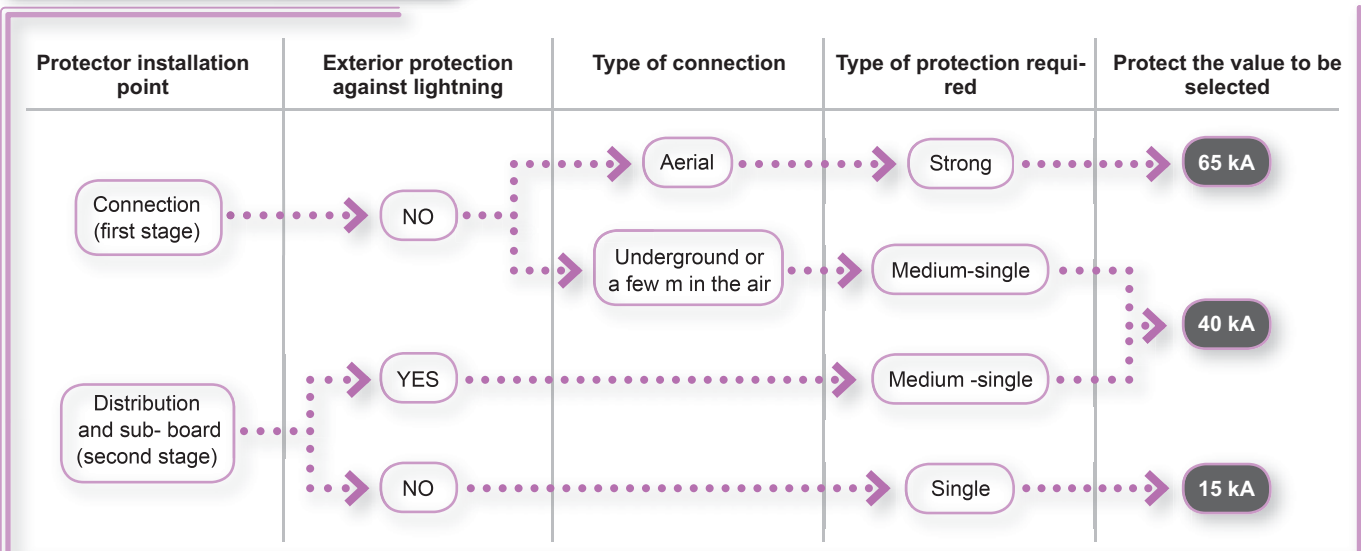 Protector installation
point
Exterior protection
against lightning
Type of connection
Type of protection requi-
red
Protect the value to be
selected
Connection
(first stage)
NO
Aerial
Strong
65 kA
Underground or
a few m in the air
Medium-single
40 kA
Distribution
and sub- board
(second stage)
YES
Medium -single
NO
Single
15 kA